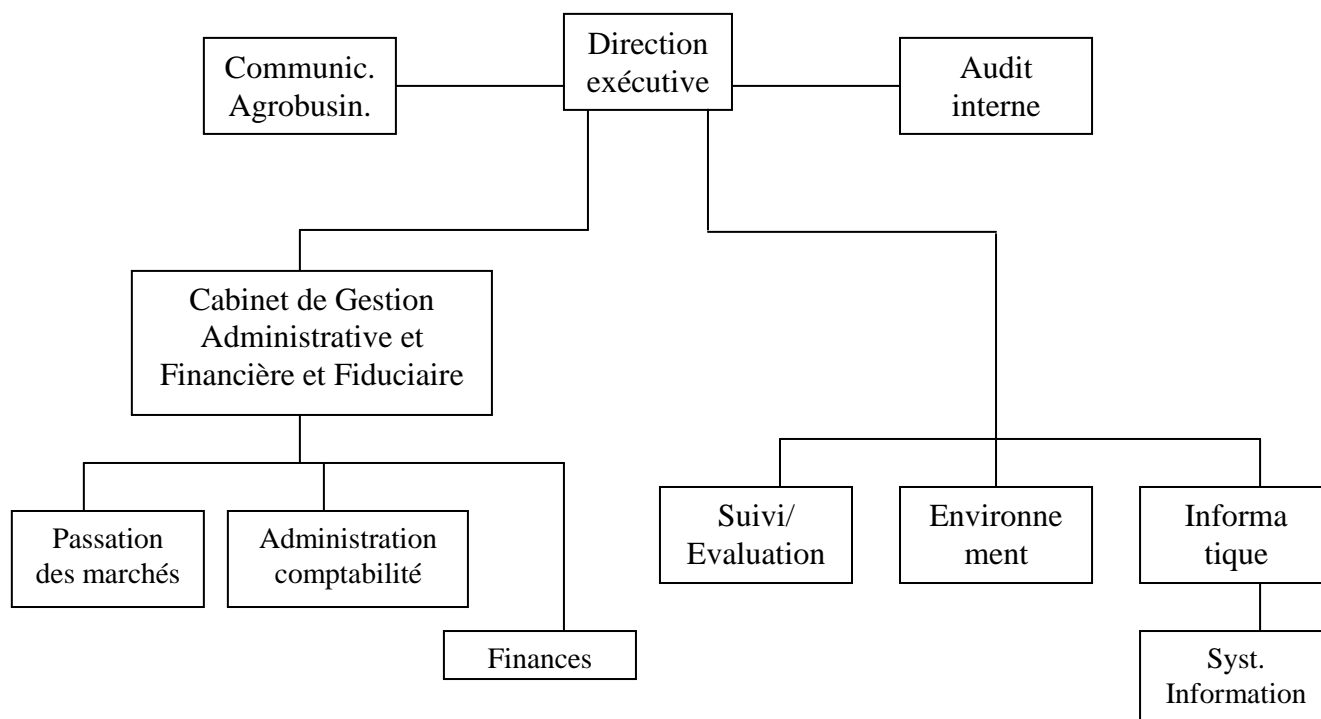 Direction
exécutive
Communic.
Agrobusin.
Audit
interne
Cabinet de Gestion
Administrative et
Financière et Fiduciaire
Passation
des marchés
Administration
comptabilité
Finances
Suivi/
Evaluation
Environne
ment
Informa
tique
Syst.
Information